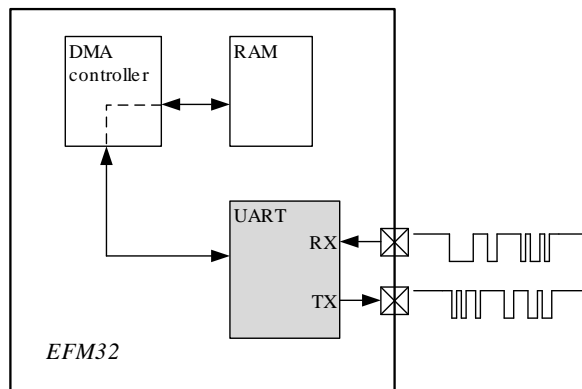 DMA
controller
RAM
UART
RX
TX
EFM32